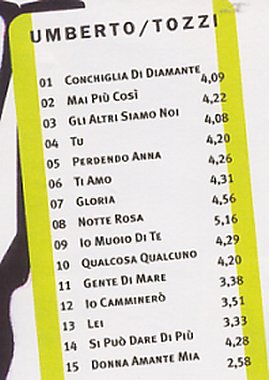 UMBERTO/TOZZI
01 CONCHIGLIA DI DIAMANTE 4,09
02 MAI PIÙ COSÌ 4,22
03 GLI ALTRI SIAMO NOI 4,08
04 TU 4,20
05 PERDENDO ANNA 4,26
06 TI AMO 4,31
07 GLORIA 4,56
08 NOTTE ROSA 5,16
09 IO MUOIO DI TE 4,29
10 QUALCOSA QUALCUNO 4,20
11 GENTE DI MARE 3,38
12 IO CAMMINERÒ 3,51
13 LEI 3,33
14 SI PUÒ DARE DI PIÙ 4,28
15 DONNA AMANTE MIA 2,58